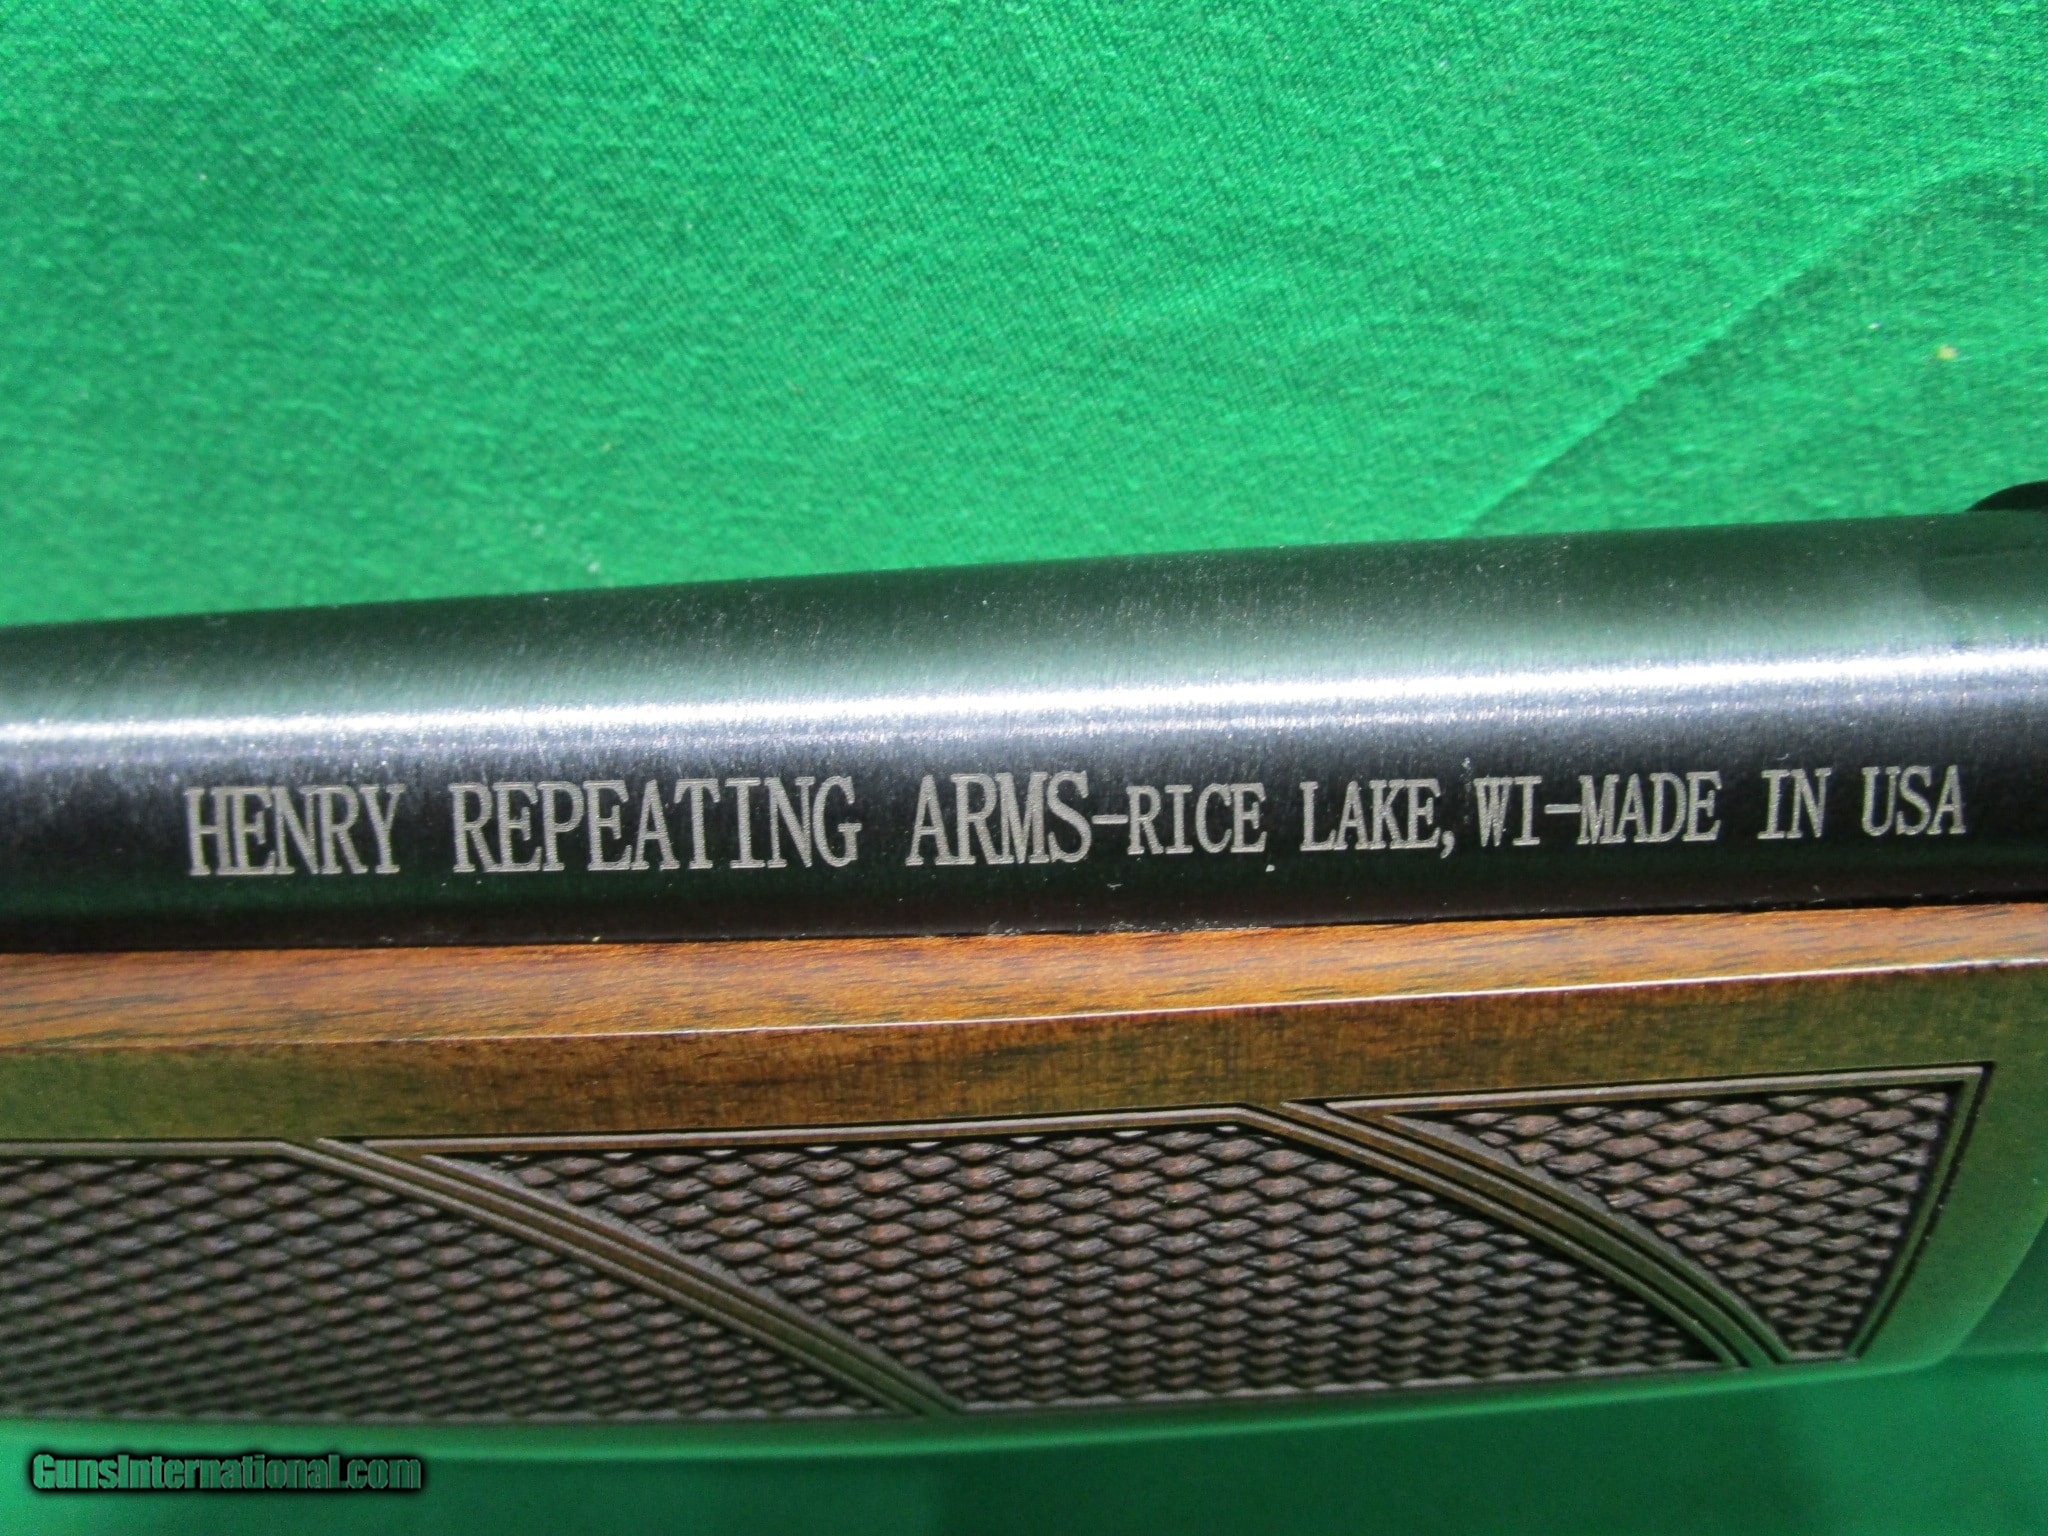 HENRY REPEATING ARMS-RICE LAKE, WI-MADE IN USA
GunsInternational.com